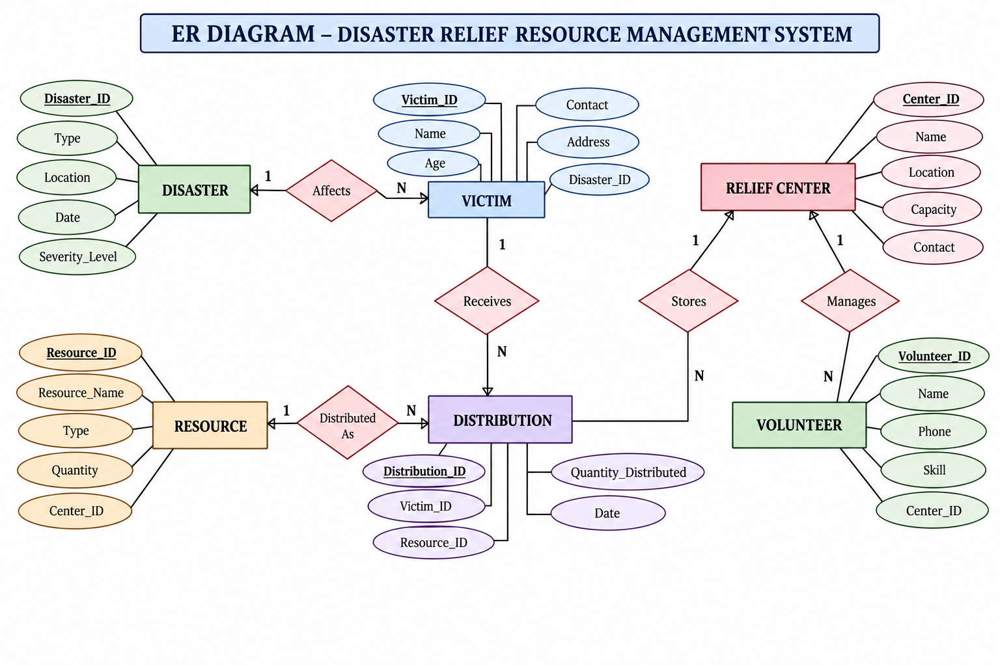 ER DIAGRAM – DISASTER RELIEF RESOURCE MANAGEMENT SYSTEM
Disaster_ID
Type
Location
Date
Severity_Level
DISASTER
1
Affects
N
Victim_ID
Name
Age
Contact
Address
Disaster_ID
VICTIM
1
Receives
N
Center_ID
Name
Location
Capacity
Contact
RELIEF CENTER
1
Stores
N
1
Manages
N
Resource_ID
Resource_Name
Type
Quantity
Center_ID
RESOURCE
1
Distributed
As
N
DISTRIBUTION
Distribution_ID
Victim_ID
Resource_ID
Quantity_Distributed
Date
VOLUNTEER
Volunteer_ID
Name
Phone
Skill
Center_ID